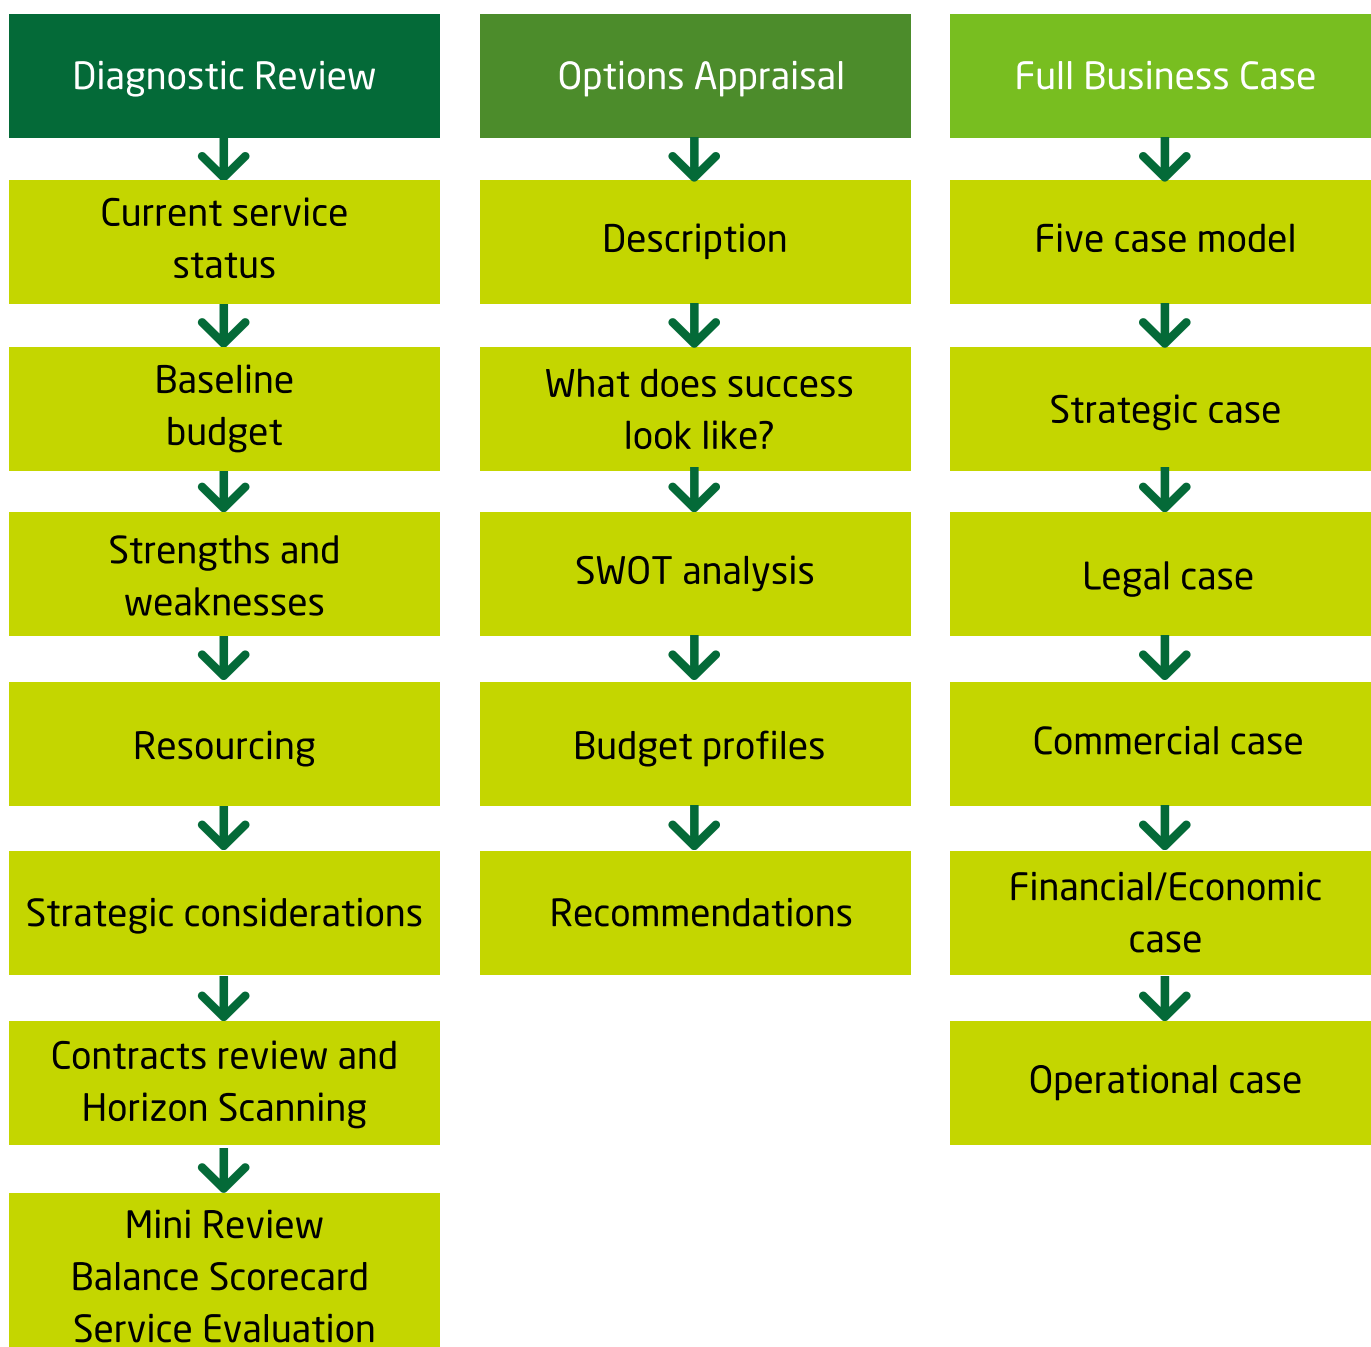 Diagnostic Review
Current service
status
Baseline
budget
Strengths and
weaknesses
Resourcing
Strategic considerations
Contracts review and
Horizon Scanning
Mini Review
Balance Scorecard
Service Evaluation
Options Appraisal
Description
What does success
look like?
SWOT analysis
Budget profiles
Recommendations
Full Business Case
Five case model
Strategic case
Legal case
Commercial case
Financial/Economic
case
Operational case